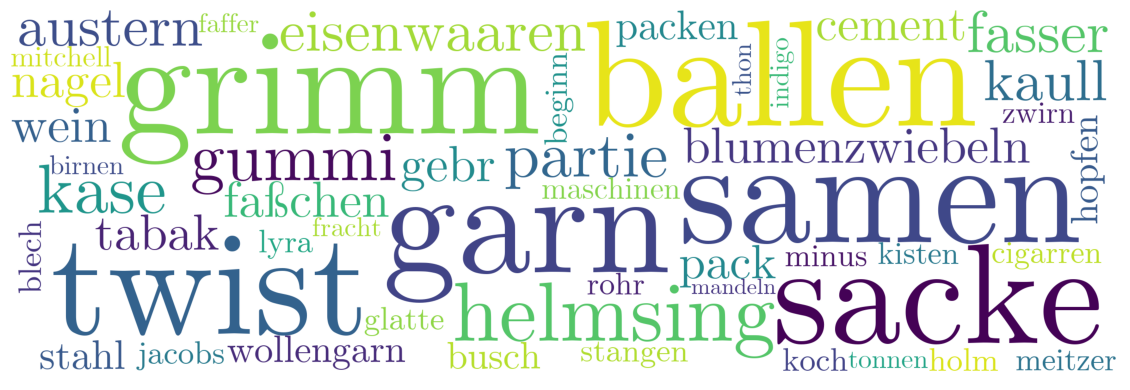 austern
faffer
eisenwaaren
packen
cement
fasser
mitchell
nagel
grimm
beginn
ballen
thon
indigo
kaull
zwirn
wein
birnen
gummi
gebr
partie
blumenzwiebeln
hopfen
kase
faßchen
maschinen
samen
blech
tabak
lyra
fracht
garn
twist
rohr
pack
mandeln
minus
kisten
cigarren
glatte
helmsing
sacke
stahl
jacobs
wollengarn
busch
stangen
koch
tonnen
holm
meitzer